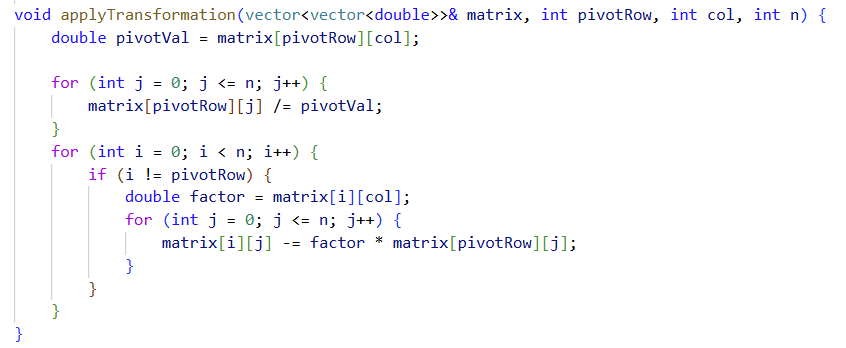 void applyTransformation(vector<vector<double>>& matrix, int pivotRow, int col, int n) {
    double pivotVal = matrix[pivotRow][col];

    for (int j = 0; j <= n; j++) {
        matrix[pivotRow][j] /= pivotVal;
    }
    for (int i = 0; i < n; i++) {
        if (i != pivotRow) {
            double factor = matrix[i][col];
            for (int j = 0; j <= n; j++) {
                matrix[i][j] -= factor * matrix[pivotRow][j];
            }
        }
    }
}